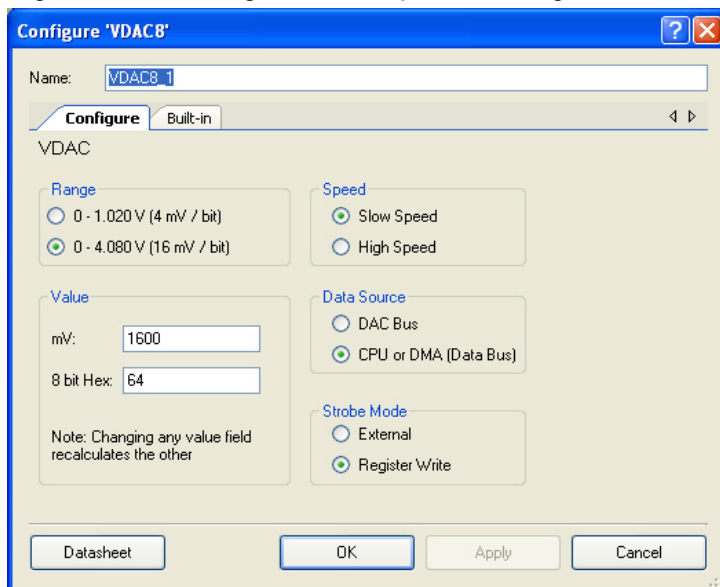 Configure 'VDAC8'
Name: VDAC8_1
Configure Built-in
VDAC
Range
0 - 1.020 V (4 mV / bit)
0 - 4.080 V (16 mV / bit)
Speed
Slow Speed
High Speed
Value
mV: 1600
8 bit Hex: 64
Note: Changing any value field
recalculates the other
Data Source
DAC Bus
CPU or DMA (Data Bus)
Strobe Mode
External
Register Write
Datasheet OK Apply Cancel